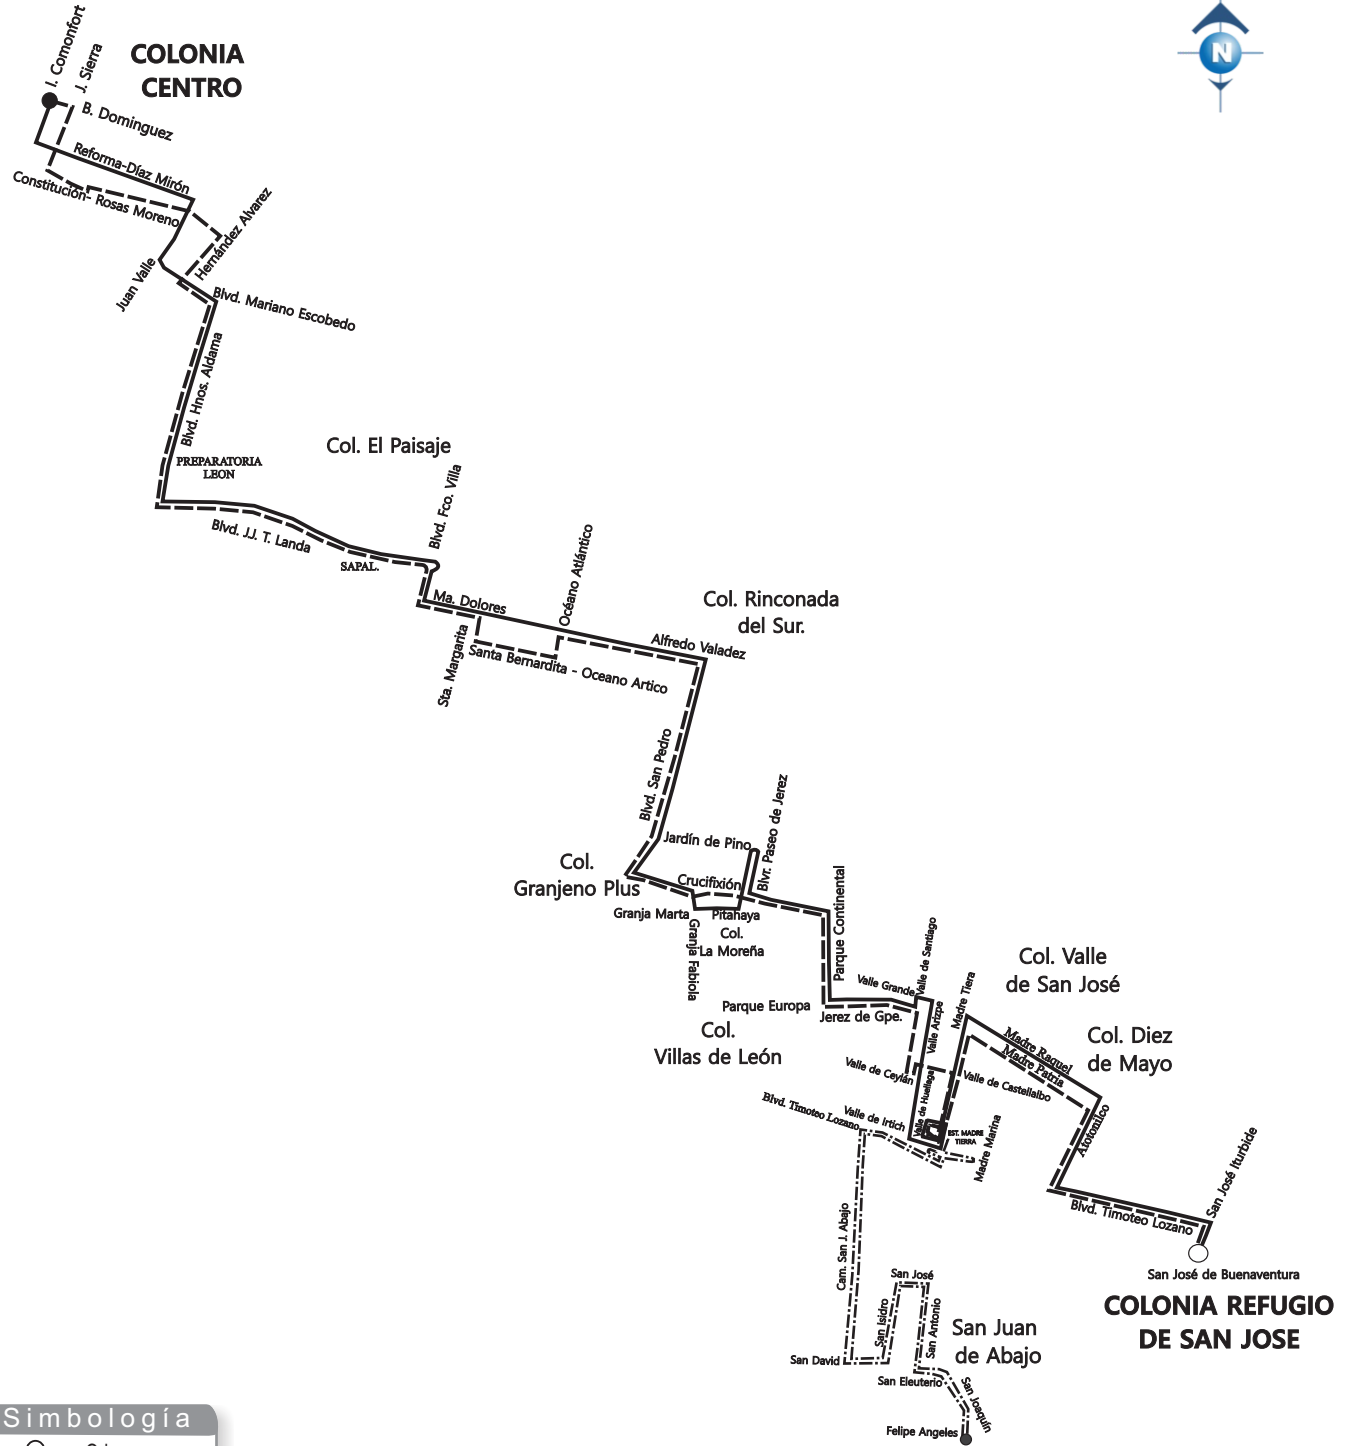 I. Comonfort
J. Sierra
COLONIA
CENTRO
N
B. Dominguez
Reforma-Díaz Mirón
Constitución- Rosas Moreno
Hernández Alvarez
Juan Valle
Blvd. Mariano Escobedo
Blvd. Hnos. Aldama
PREPARATORIA
LEON
Col. El Paisaje
Blvd. Fco. Villa
Blvd. J.J. T. Landa
SAPAL.
Océano Atlántico
Ma. Dolores
Col. Rinconada
del Sur.
Alfredo Valadez
Sta. Margarita
Santa Bernardita - Oceano Artico
Blvd. San Pedro
Jardín de Pino
Blvr. Paseo de Jerez
Col.
Granjeno Plus
Crucifixión
Granja Marta
Pitahaya
Col.
La Moreña
Granja Fabiola
Parque Continental
Parque Europa
Jerez de Gpe.
Col.
Villas de León
Valle Grande
Valle de Santiago
Valle Arizpe
Madre Tiera
Col. Valle
de San José
Col. Diez
de Mayo
Madre Raquel
Madre Patria
Valle de Ceylán
Valle de Huellaga
Valle de Castellalbo
Blvd. Timoteo Lozano
Valle de Irtich
EST. MADRE
TIERRA
Madre Marina
Atotonilco
Blvd. Timoteo Lozano
San José Iturbide
San José de Buenaventura
COLONIA REFUGIO
DE SAN JOSE
Cam. San J. Abajo
San José
San Isidro
San Antonio
San Juan
de Abajo
San David
San Eleuterio
San Joaquín
Felipe Angeles
Simbología